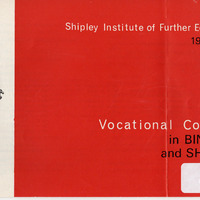 Shipley Institute of Further E
19
Vocational Co
in BIN
and SH